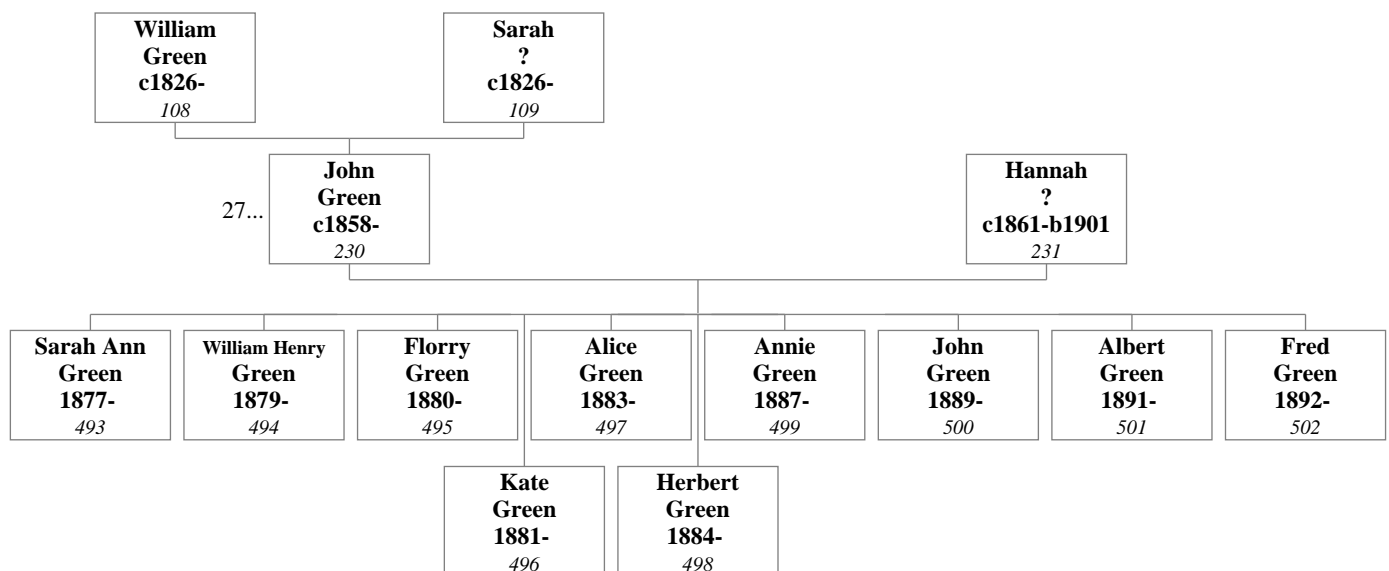 William
Green
c1826-
108
Sarah
?
c1826-
109
27...
John
Green
c1858-
230
Hannah
?
c1861-b1901
231
Sarah Ann
Green
1877-
493
William Henry
Green
1879-
494
Florry
Green
1880-
495
Alice
Green
1883-
497
Annie
Green
1887-
499
John
Green
1889-
500
Albert
Green
1891-
501
Fred
Green
1892-
502
Kate
Green
1881-
496
Herbert
Green
1884-
498